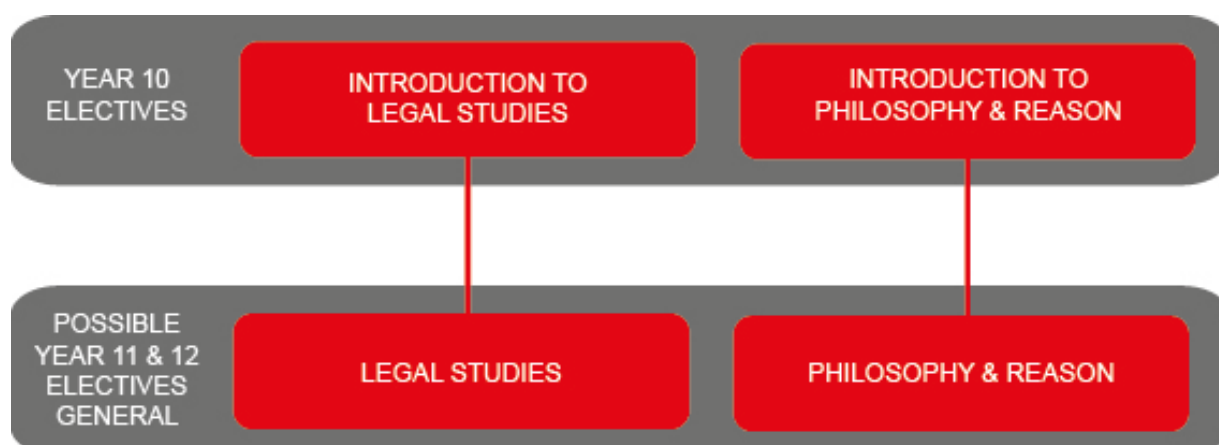 YEAR 10
ELECTIVES
INTRODUCTION TO
LEGAL STUDIES
INTRODUCTION TO
PHILOSOPHY & REASON
POSSIBLE
YEAR 11 & 12
ELECTIVES
GENERAL
LEGAL STUDIES
PHILOSOPHY & REASON